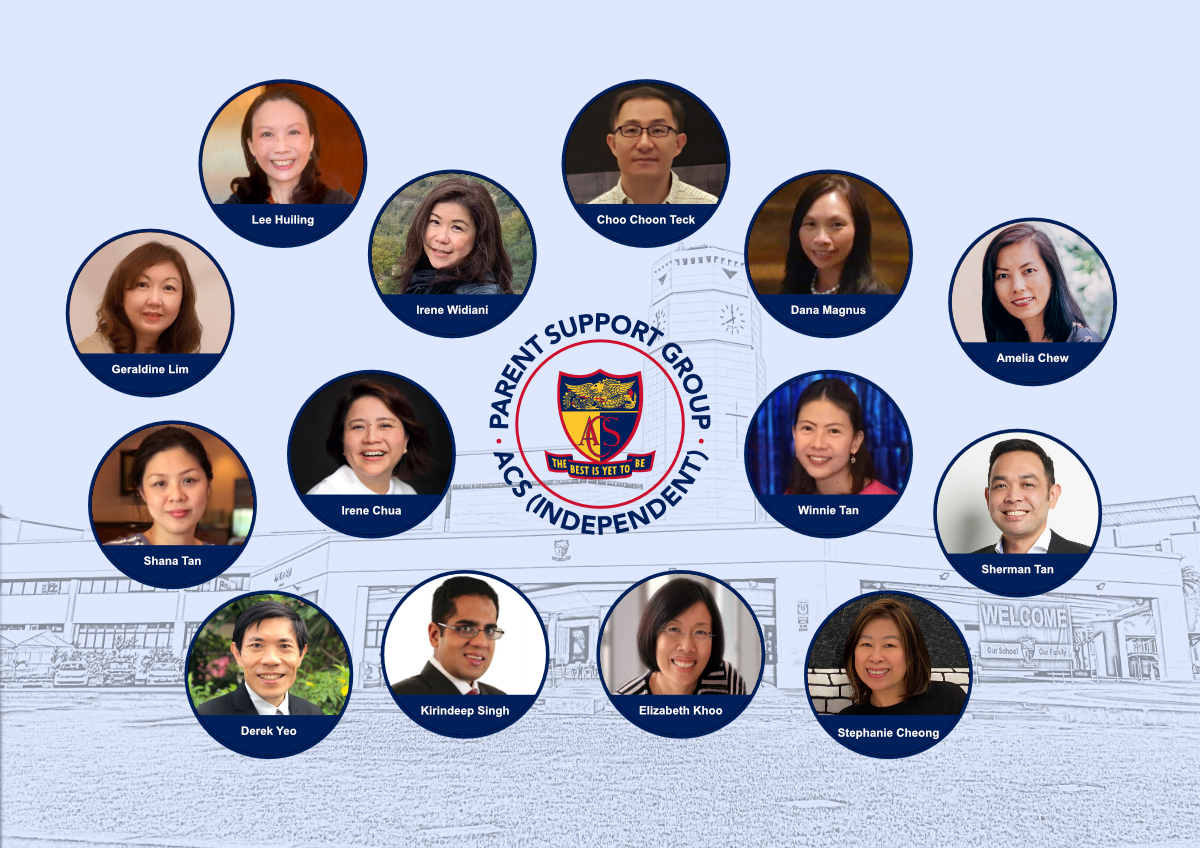 Lee Huiling
Choo Choon Teck
Irene Widiani
Dana Magnus
Geraldine Lim
Amelia Chew
PARENT SUPPORT GROUP
ACS
THE BEST IS YET TO BE
ACS (INDEPENDENT)
Irene Chua
Winnie Tan
Shana Tan
Sherman Tan
WELCOME
Our School Our Family
Derek Yeo
Kirindeep Singh
Elizabeth Khoo
Stephanie Cheong